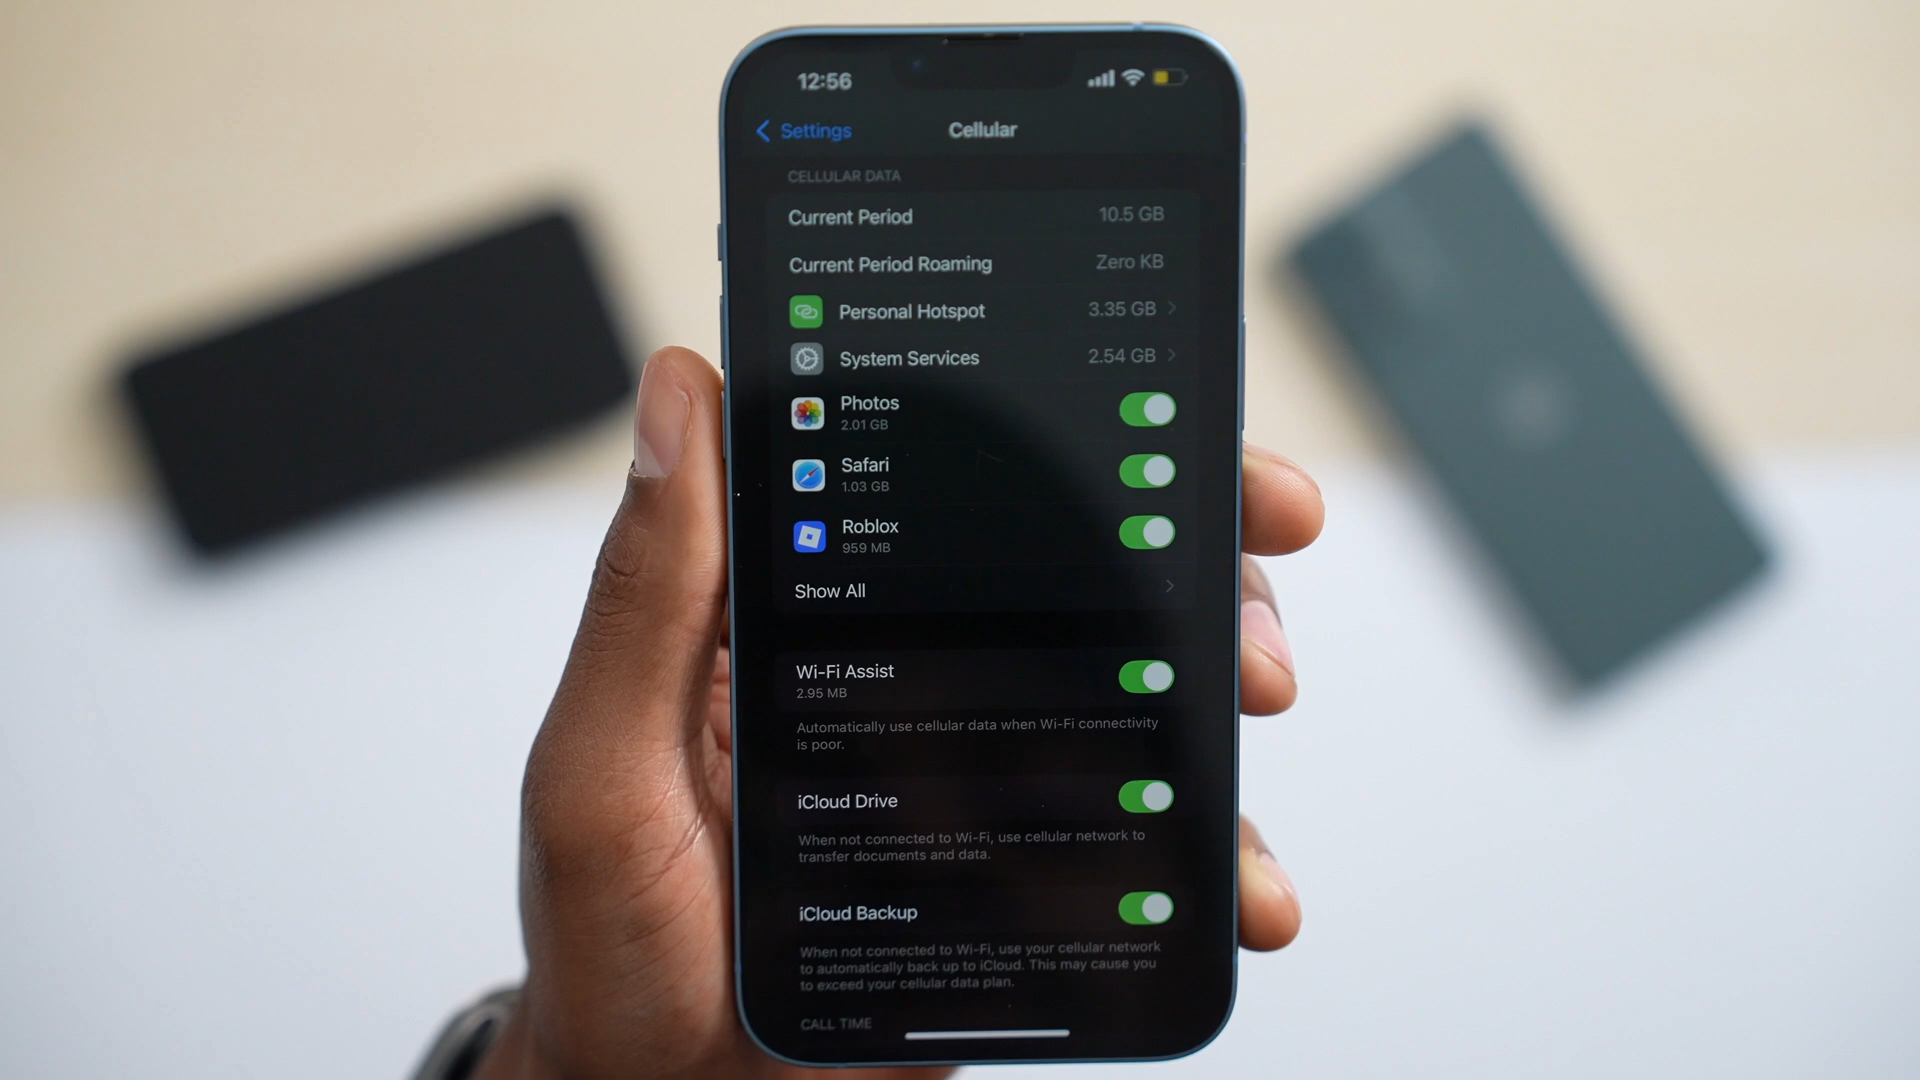 12:56
Settings
Cellular
CELLULAR DATA
Current Period 10.5 GB
Current Period Roaming Zero KB
Personal Hotspot 3.35 GB
System Services 2.54 GB
Photos
2.01 GB
Safari
1.03 GB
Roblox
959 MB
Show All
Wi-Fi Assist
2.95 MB
Automatically use cellular data when Wi-Fi connectivity
is poor.
iCloud Drive
When not connected to Wi-Fi, use cellular network to
transfer documents and data.
iCloud Backup
When not connected to Wi-Fi, use your cellular network
to automatically back up to iCloud. This may cause you
to exceed your cellular data plan.
CALL TIME